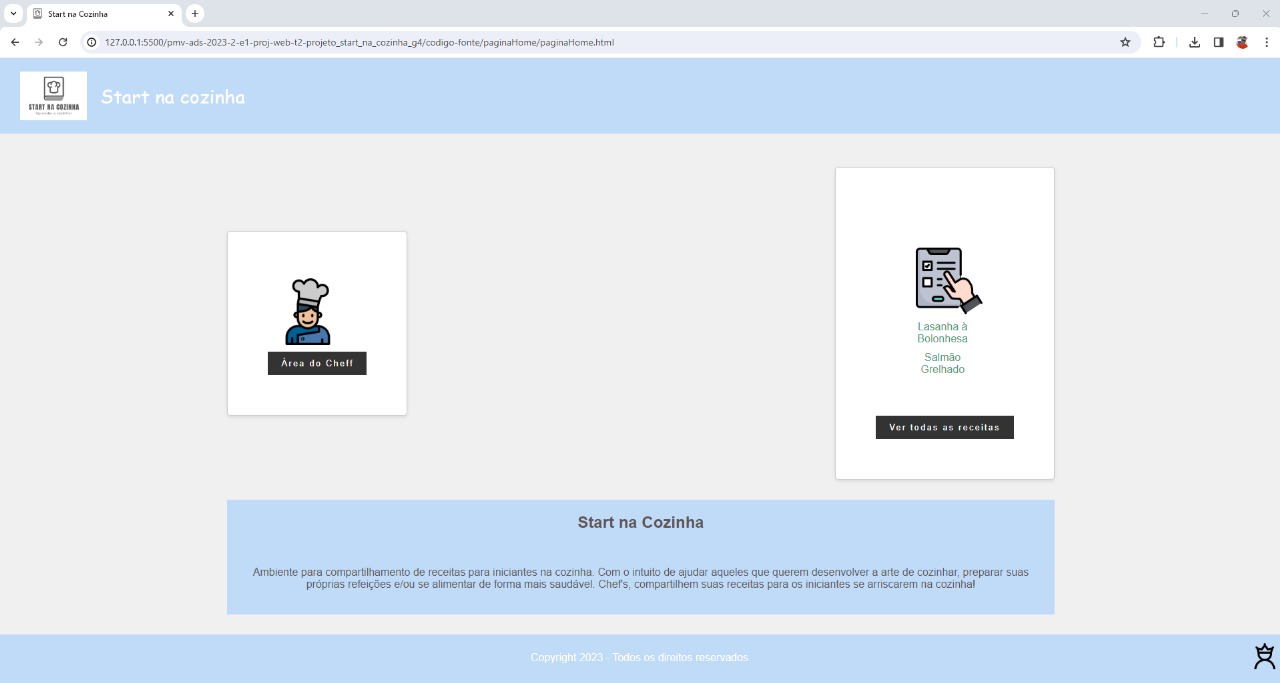 Start na Cozinha
127.0.0.1:5500/pmv-ads-2023-2-e1-proj-web-t2-projeto_start_na_cozinha_g4/codigo-fonte/paginaHome/paginaHome.html
START NA COZINHA
Start na cozinha
Área do Cheff
Lasanha à
Bolonhesa
Salmão
Grelhado
Ver todas as receitas
Start na Cozinha
Ambiente para compartilhamento de receitas para iniciantes na cozinha. Com o intuito de ajudar aqueles que querem desenvolver a arte de cozinhar, preparar suas
próprias refeições e/ou se alimentar de forma mais saudável. Chef's, compartilhem suas receitas para os iniciantes se arriscarem na cozinha!
Copyright 2023 - Todos os direitos reservados